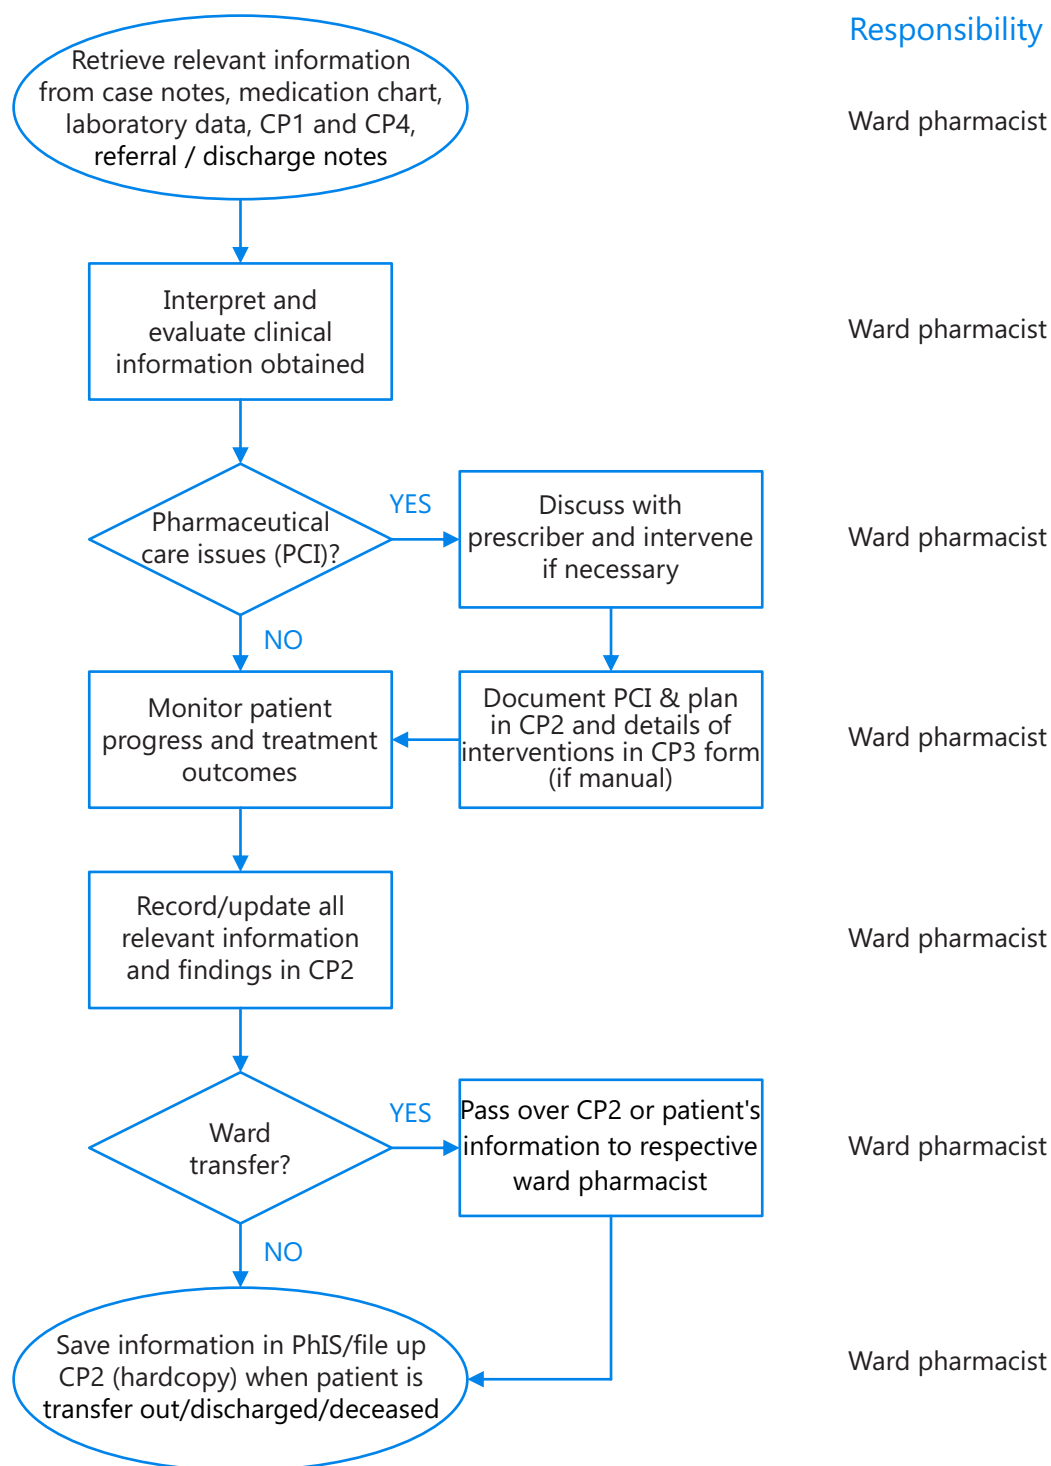 Responsibility
Retrieve relevant information
from case notes, medication chart,
laboratory data, CP1 and CP4,
referral / discharge notes
Ward pharmacist
Interpret and
evaluate clinical
information obtained
Ward pharmacist
Pharmaceutical
care issues (PCI)?
YES
Discuss with
prescriber and intervene
if necessary
Ward pharmacist
NO
Monitor patient
progress and treatment
outcomes
Document PCI & plan
in CP2 and details of
interventions in CP3 form
(if manual)
Ward pharmacist
Record/update all
relevant information
and findings in CP2
Ward pharmacist
Ward
transfer?
YES
Pass over CP2 or patient's
information to respective
ward pharmacist
Ward pharmacist
NO
Save information in PhIS/file up
CP2 (hardcopy) when patient is
transfer out/discharged/deceased
Ward pharmacist